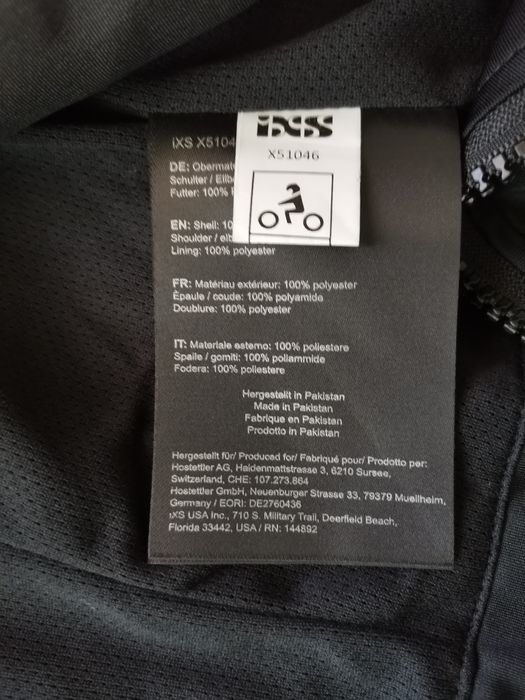 iXS
X51046
iXS X5104
DE:
Schulter / Ellb
Futter: 100%
EN: Shell: 10
Shoulder / elb
Lining: 100% polyester
FR: Matériau extérieur: 100% polyester
Èpaule / coude: 100% polyamide
Doublure: 100% polyester
IT: Materiale esterno: 100% poliestere
Spalle / gomiti: 100% poliammide
Fodera: 100% poliestere
Hergestellt in Pakistan
Made in Pakistan
Fabrique en Pakistan
Prodotto in Pakistan
Hergestellt für/ Produced for/ Fabriqué pour/ Prodotto per:
Hostettler AG, Haldenmattstrasse 3, 6210 Sursee,
Switzerland, CHE: 107.273.864
Hostettler GmbH, Neuenburger Strasse 33, 79379 Muellheim,
Germany / EORI: DE2760436
iXS USA Inc., 710 S. Military Trail, Deerfield Beach,
Florida 33442, USA / RN: 144892